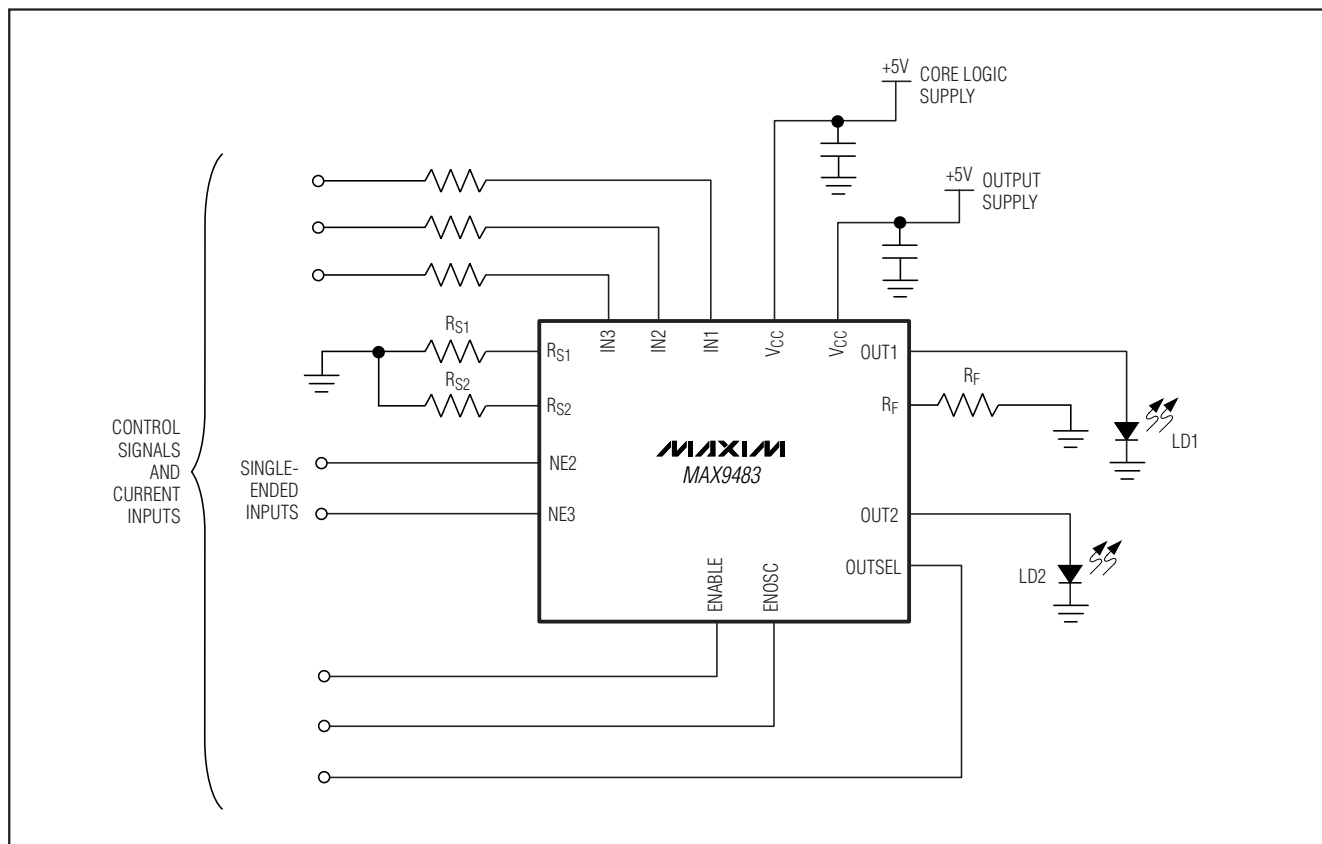 +5V
CORE LOGIC
SUPPLY
+5V
OUTPUT
SUPPLY
RS1
RS2
RS1
RS2
IN3
IN2
IN1
VCC
VCC
OUT1
RF
RF
LD1
CONTROL
SIGNALS
AND
CURRENT
INPUTS
SINGLE-
ENDED
INPUTS
NE2
NE3
MAXIM
MAX9483
OUT2
OUTSEL
LD2
ENABLE
ENOSC